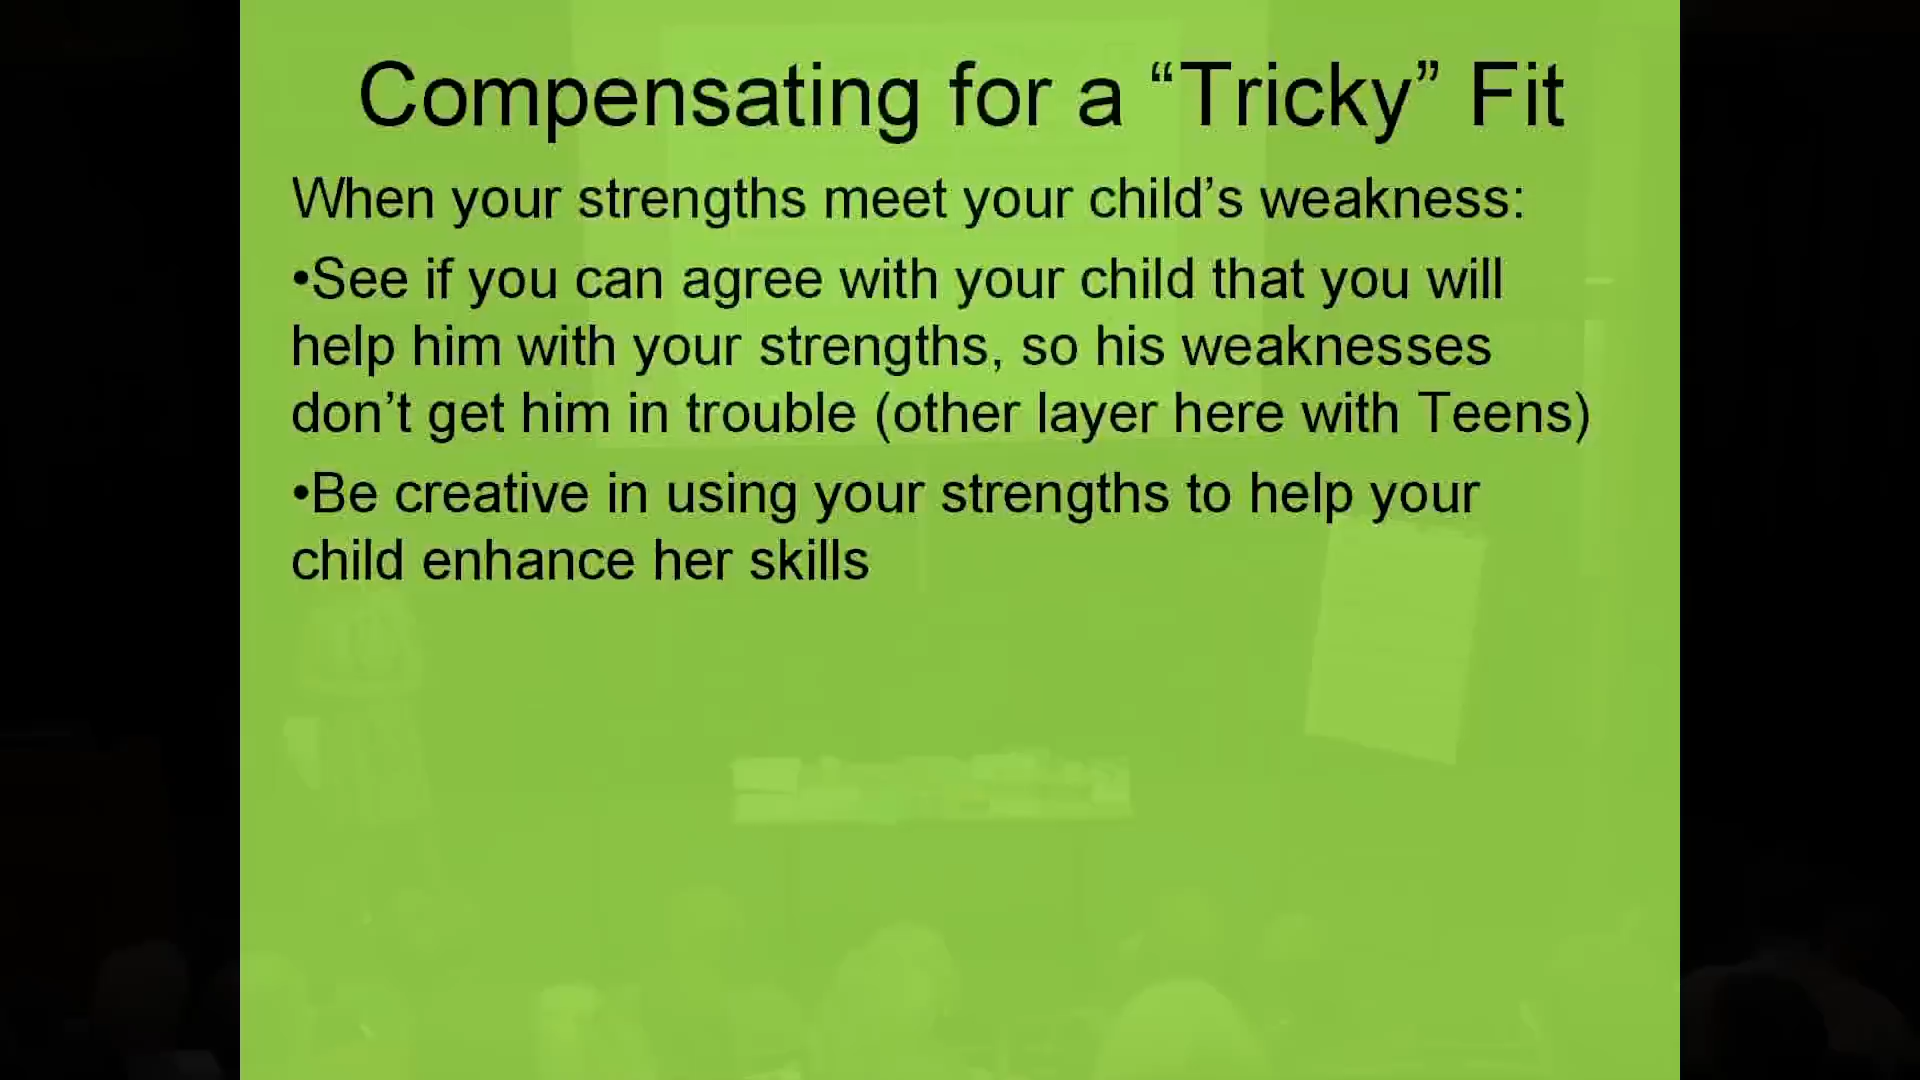 Compensating for a “Tricky” Fit
When your strengths meet your child’s weakness:
•See if you can agree with your child that you will
help him with your strengths, so his weaknesses
don’t get him in trouble (other layer here with Teens)
•Be creative in using your strengths to help your
child enhance her skills